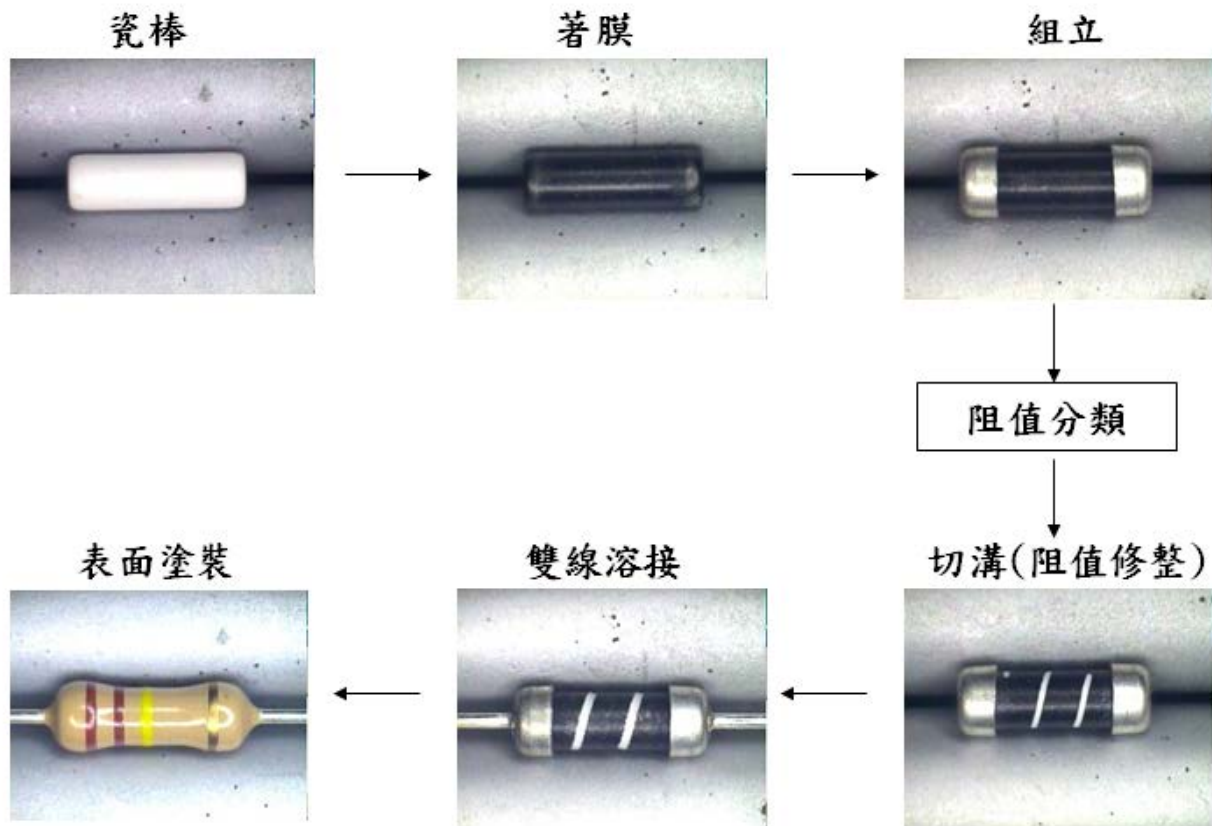 瓷棒
著膜
組立
阻值分類
切溝(阻值修整)
雙線溶接
表面塗裝